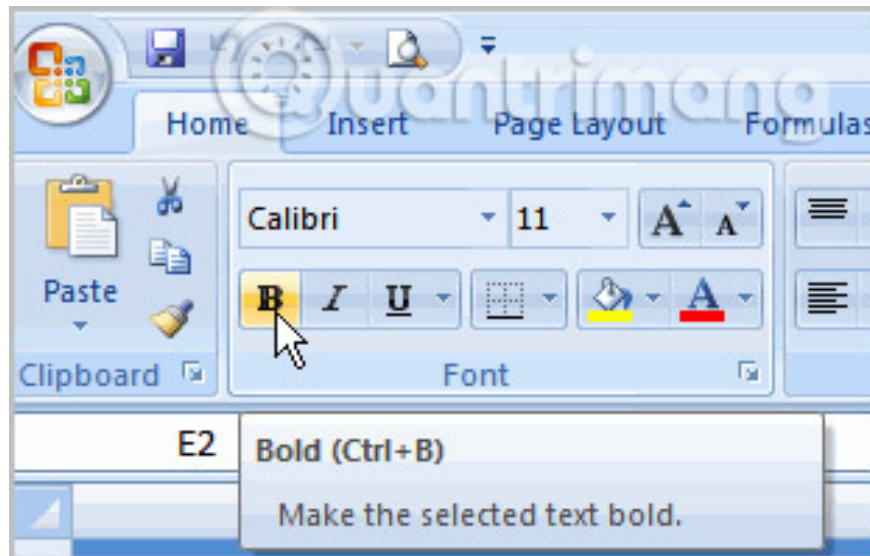 Quantrimang
Home Insert Page Layout Formulas
Calibri 11 A A
Paste B I U A
Clipboard Font
E2
Bold (Ctrl+B)
Make the selected text bold.